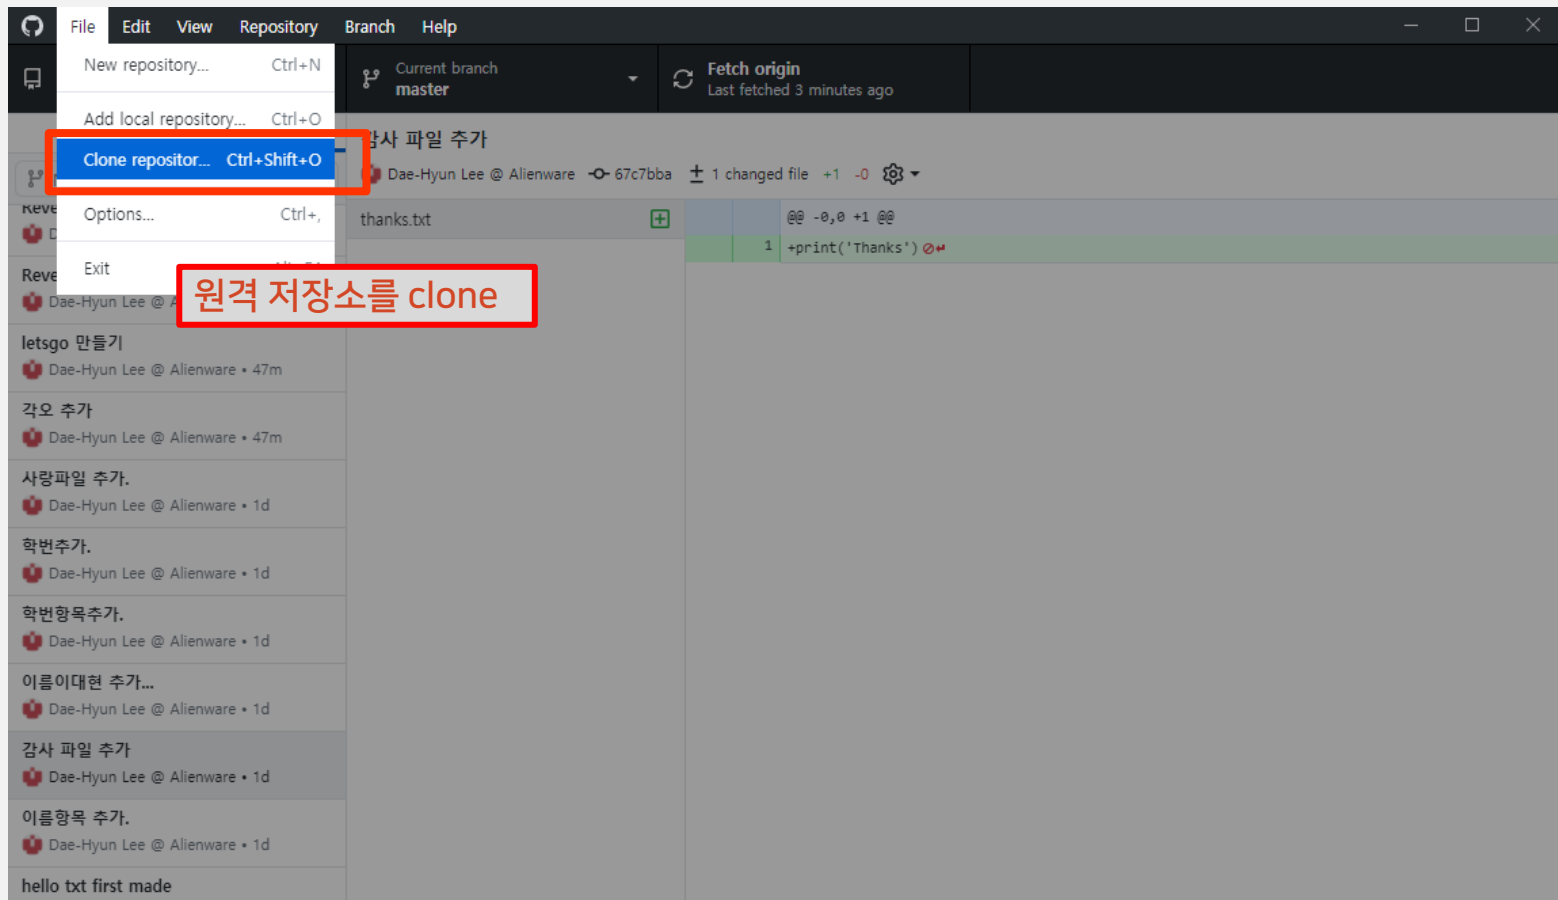 File Edit View Repository Branch Help
New repository... Ctrl+N
Add local repository... Ctrl+O
Clone repositor... Ctrl+Shift+O
Options... Ctrl+,
Exit
Current branch
master
Fetch origin
Last fetched 3 minutes ago
감사 파일 추가
Dae-Hyun Lee @ Alienware 67c7bba 1 changed file +1 -0
thanks.txt
@@ -0,0 +1 @@
1 +print('Thanks')
원격 저장소를 clone
Reve
Reve
Dae-Hyun Lee @
letsgo 만들기
Dae-Hyun Lee @ Alienware • 47m
각오 추가
Dae-Hyun Lee @ Alienware • 47m
사랑파일 추가.
Dae-Hyun Lee @ Alienware • 1d
학번추가.
Dae-Hyun Lee @ Alienware • 1d
학번항목추가.
Dae-Hyun Lee @ Alienware • 1d
이름이대현 추가...
Dae-Hyun Lee @ Alienware • 1d
감사 파일 추가
Dae-Hyun Lee @ Alienware • 1d
이름항목 추가.
Dae-Hyun Lee @ Alienware • 1d
hello txt first made